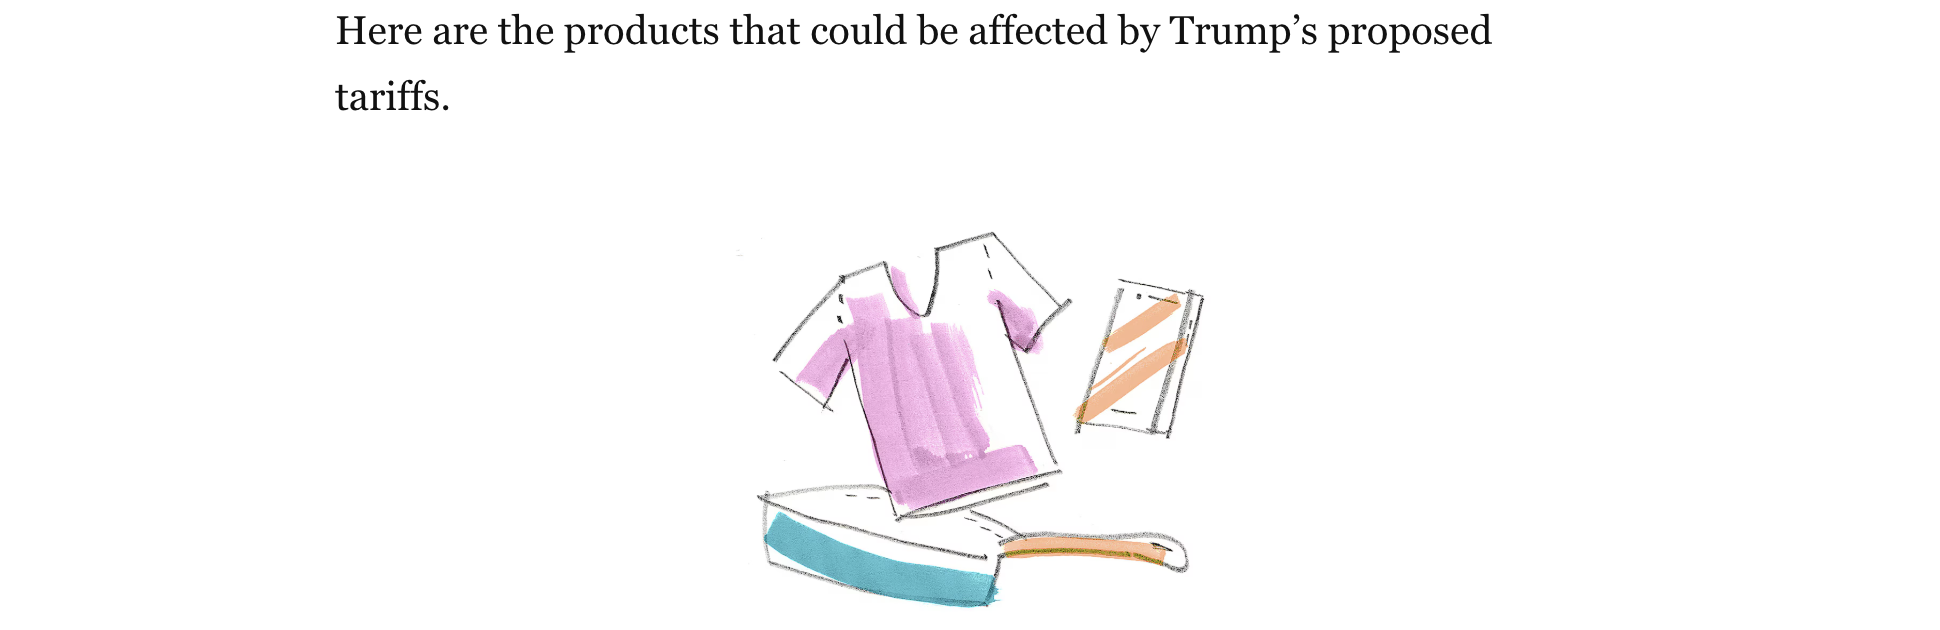 Here are the products that could be affected by Trump’s proposed
tariffs.